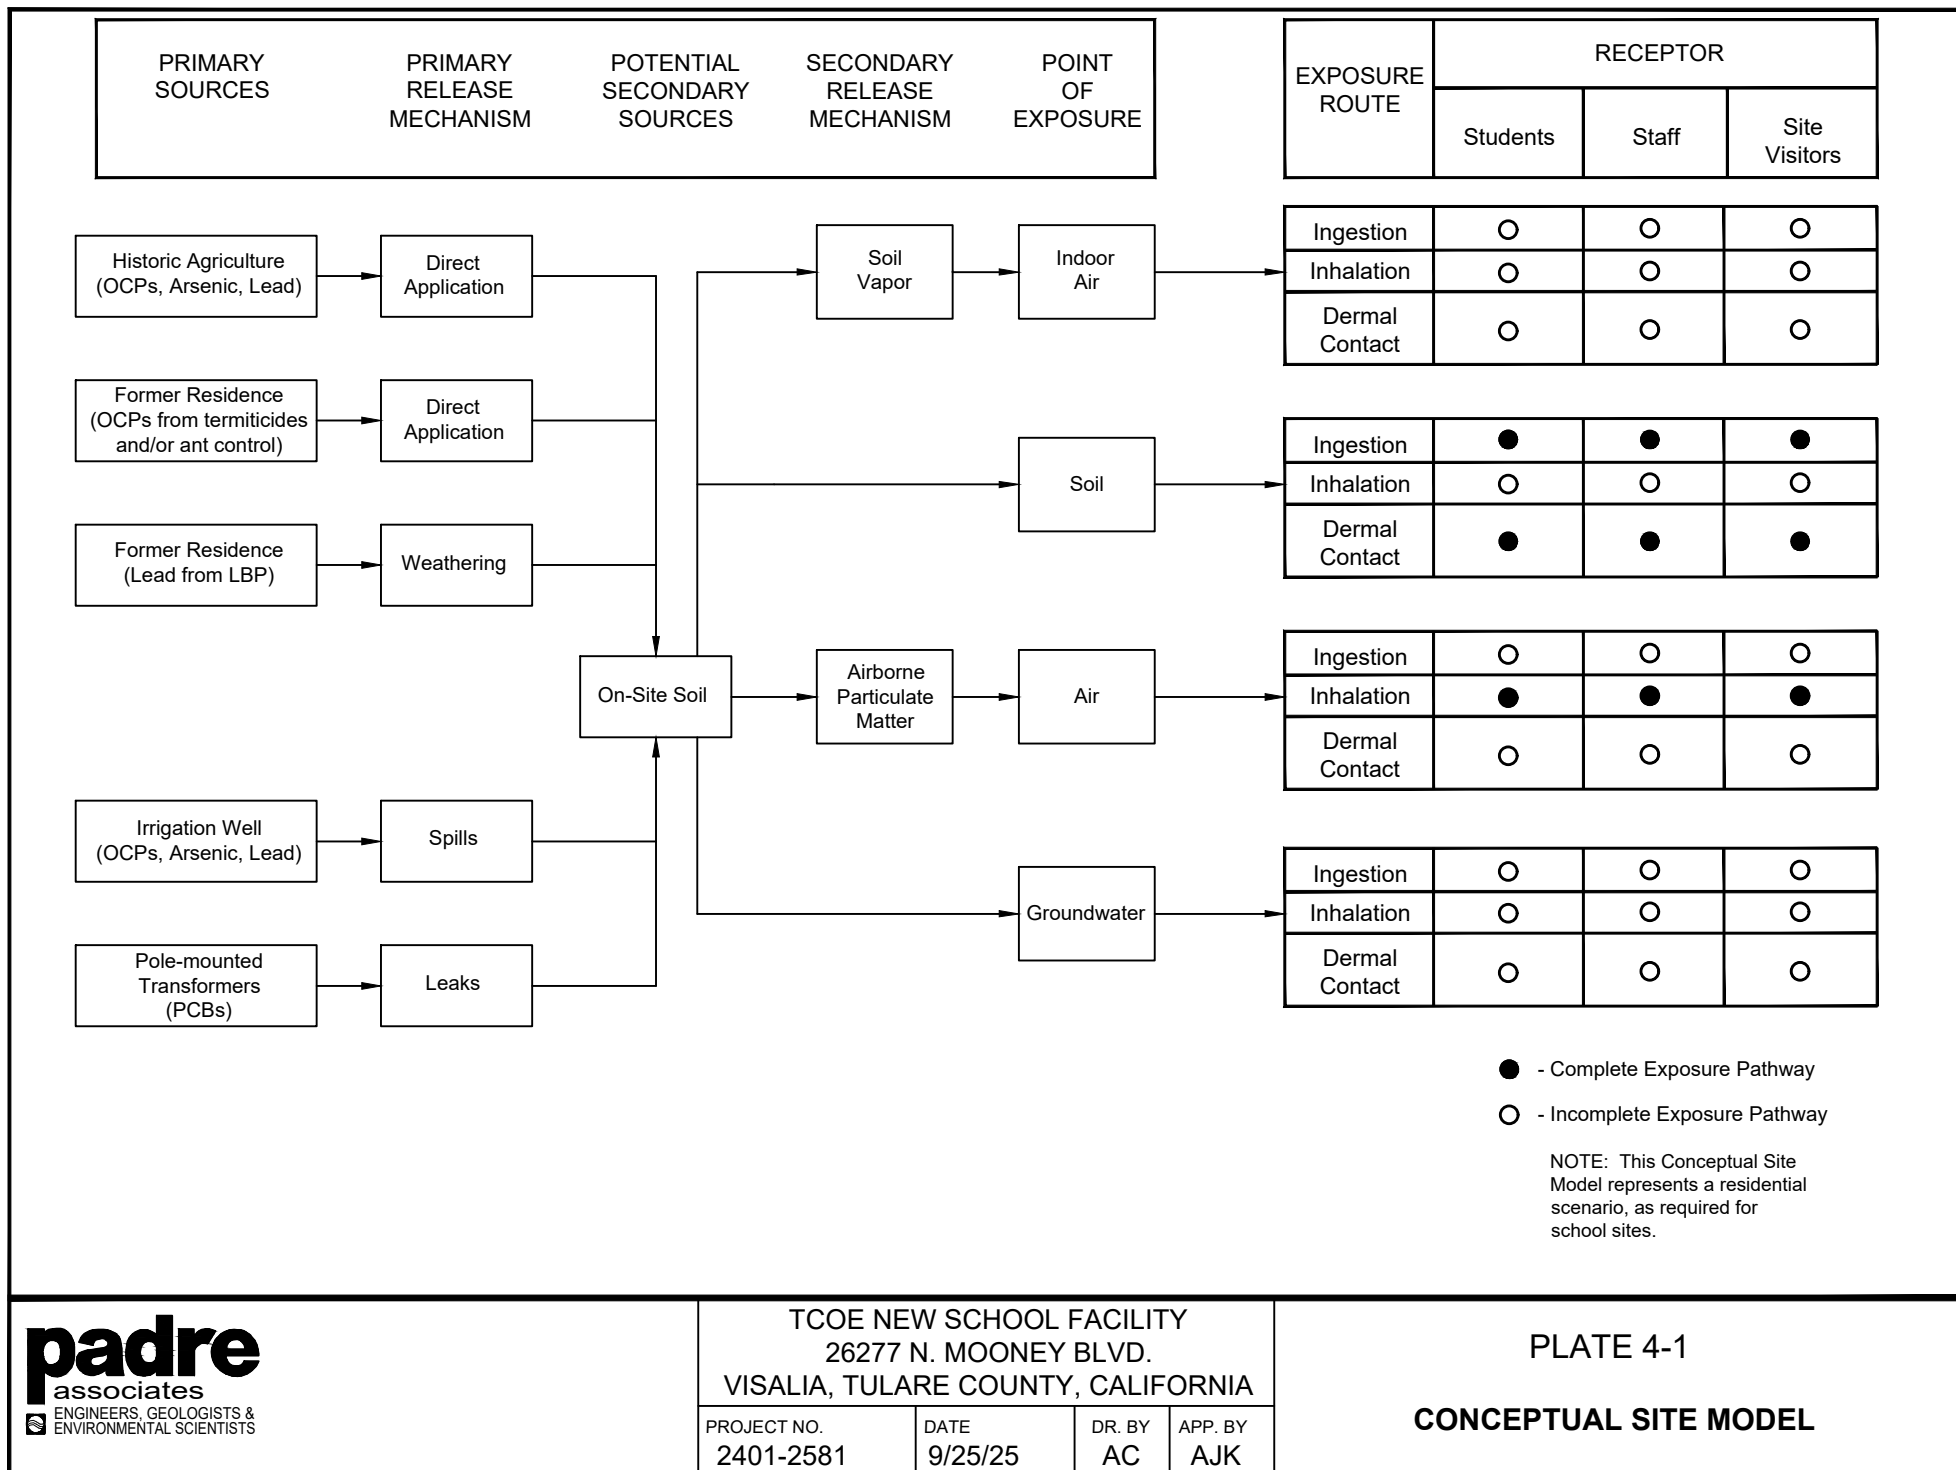 PRIMARY
SOURCES
PRIMARY
RELEASE
MECHANISM
POTENTIAL
SECONDARY
SOURCES
SECONDARY
RELEASE
MECHANISM
POINT
OF
EXPOSURE
EXPOSURE
ROUTE
RECEPTOR
Students
Staff
Site
Visitors
Historic Agriculture
(OCPs, Arsenic, Lead)
Direct
Application
Soil
Vapor
Indoor
Air
Ingestion
Inhalation
Dermal
Contact
Former Residence
(OCPs from termiticides
and/or ant control)
Direct
Application
Soil
Ingestion
Inhalation
Dermal
Contact
Former Residence
(Lead from LBP)
Weathering
On-Site Soil
Airborne
Particulate
Matter
Air
Ingestion
Inhalation
Dermal
Contact
Irrigation Well
(OCPs, Arsenic, Lead)
Spills
Groundwater
Ingestion
Inhalation
Dermal
Contact
Pole-mounted
Transformers
(PCBs)
Leaks
- Complete Exposure Pathway
- Incomplete Exposure Pathway
NOTE: This Conceptual Site
Model represents a residential
scenario, as required for
school sites.
padre
associates
ENGINEERS, GEOLOGISTS &
ENVIRONMENTAL SCIENTISTS
TCOE NEW SCHOOL FACILITY
26277 N. MOONEY BLVD.
VISALIA, TULARE COUNTY, CALIFORNIA
PROJECT NO.
2401-2581
DATE
9/25/25
DR. BY
AC
APP. BY
AJK
PLATE 4-1
CONCEPTUAL SITE MODEL